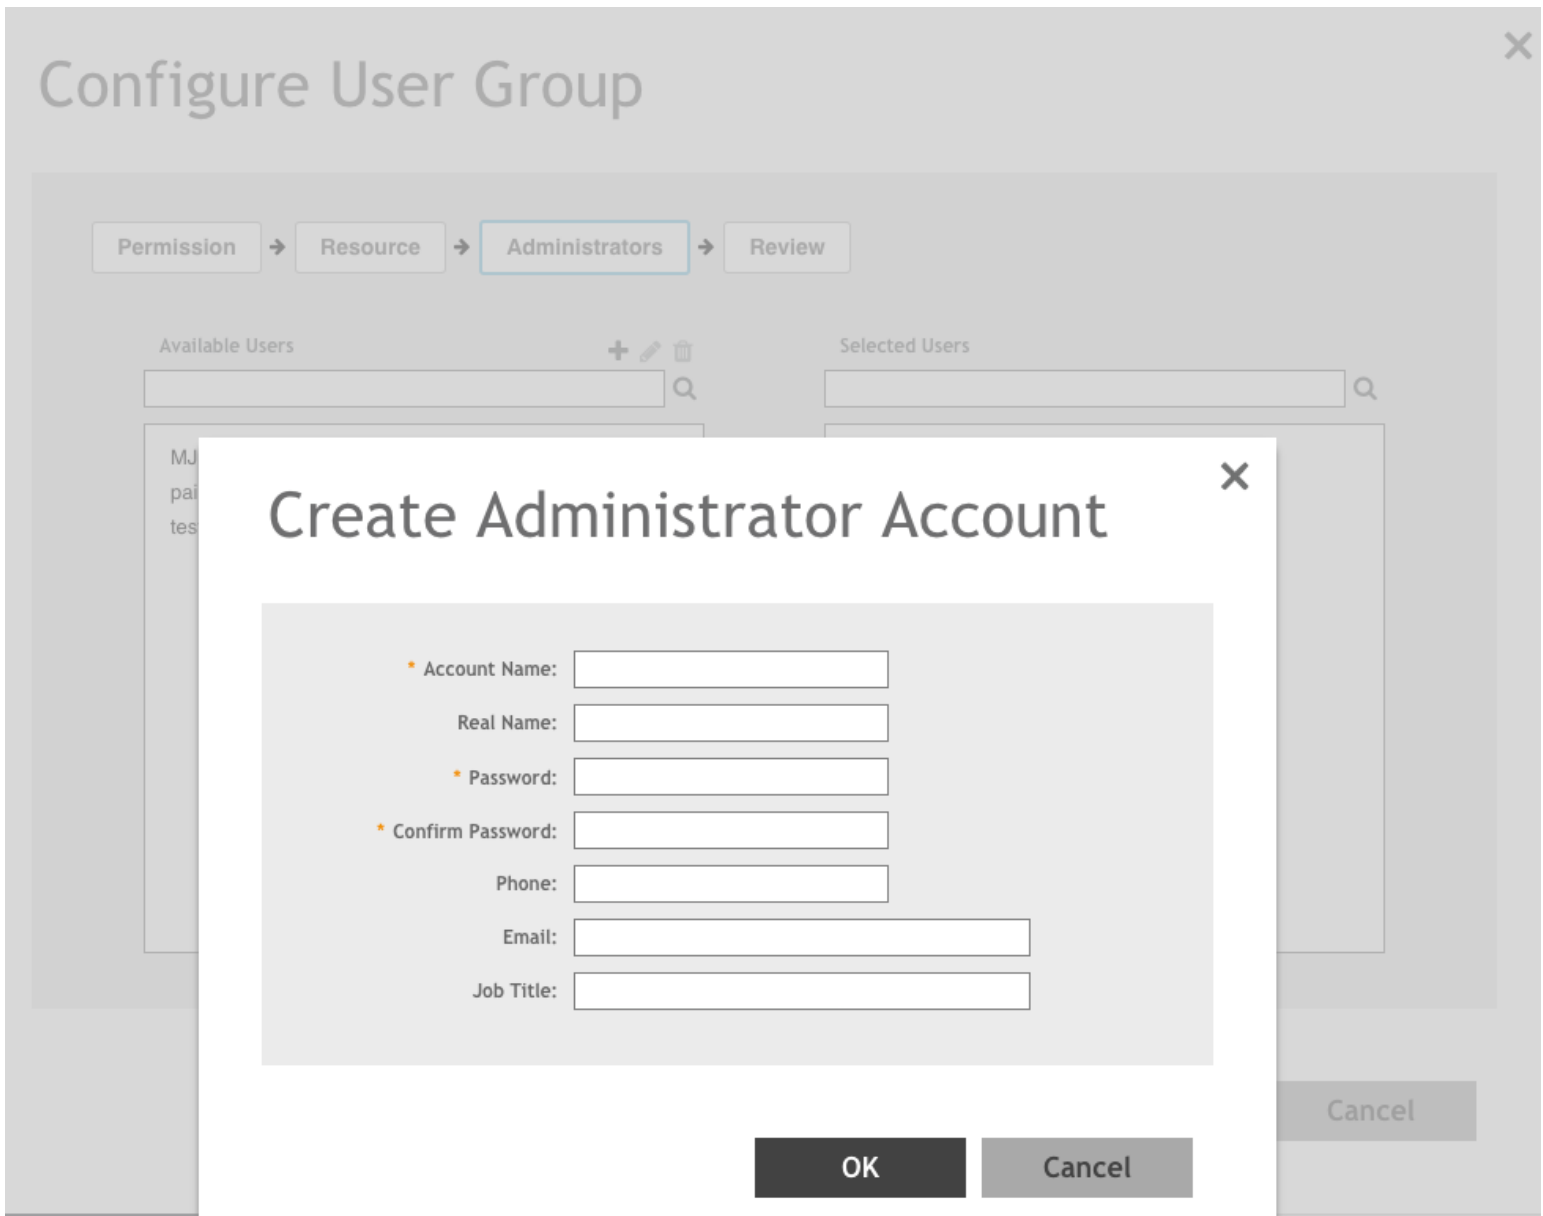 Configure User Group
Permission Resource Administrators Review
Available Users Selected Users
MJ
Create Administrator Account
* Account Name:
Real Name:
* Password:
* Confirm Password:
Phone:
Email:
Job Title:
Cancel
OK Cancel